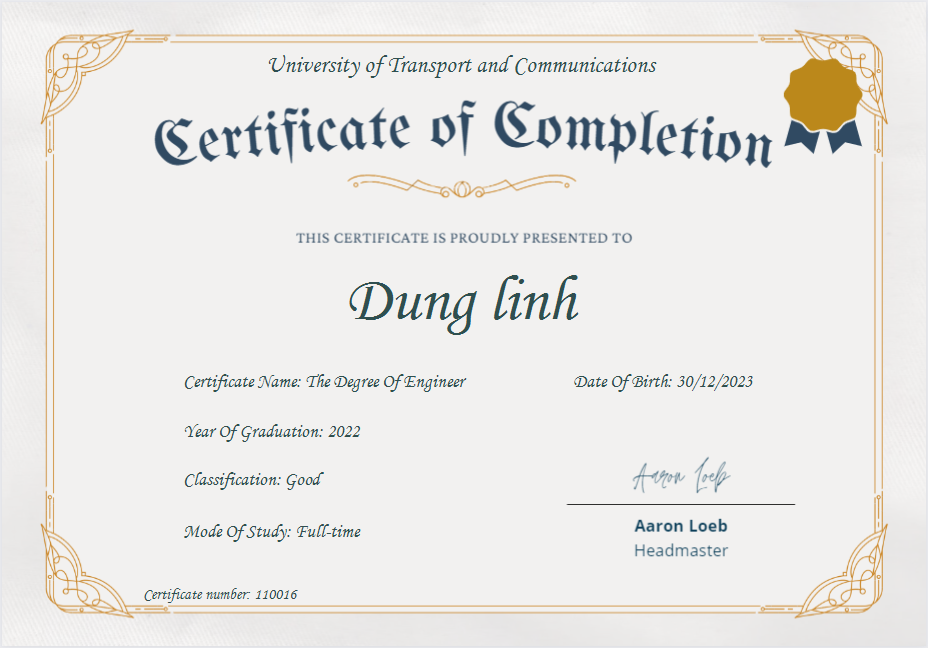 University of Transport and Communications
Certificate of Completion
THIS CERTIFICATE IS PROUDLY PRESENTED TO
Dung linh
Certificate Name: The Degree Of Engineer
Date Of Birth: 30/12/2023
Year Of Graduation: 2022
Classification: Good
Aaron Loeb
Mode Of Study: Full-time
Aaron Loeb
Headmaster
Certificate number: 110016